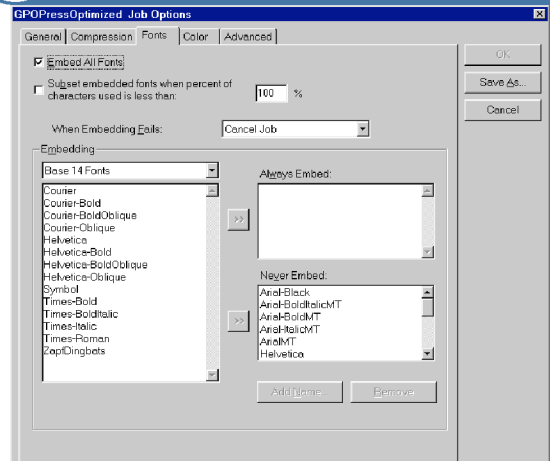 GPOPressOptimized Job Options
General Compression Fonts Color Advanced
Embed All Fonts
Subset embedded fonts when percent of
characters used is less than: 100 %
When Embedding Fails: Cancel Job
Embedding
Base 14 Fonts
Courier
Courier-Bold
Courier-BoldOblique
Courier-Oblique
Helvetica
Helvetica-Bold
Helvetica-BoldOblique
Helvetica-Oblique
Symbol
Times-Bold
Times-BoldItalic
Times-Italic
Times-Roman
ZapfDingbats
>>
>>
Always Embed:
Never Embed:
Arial-Black
Arial-BoldItalicMT
Arial-BoldMT
Arial-ItalicMT
ArialMT
Helvetica
Add Name... Remove
OK
Save As...
Cancel